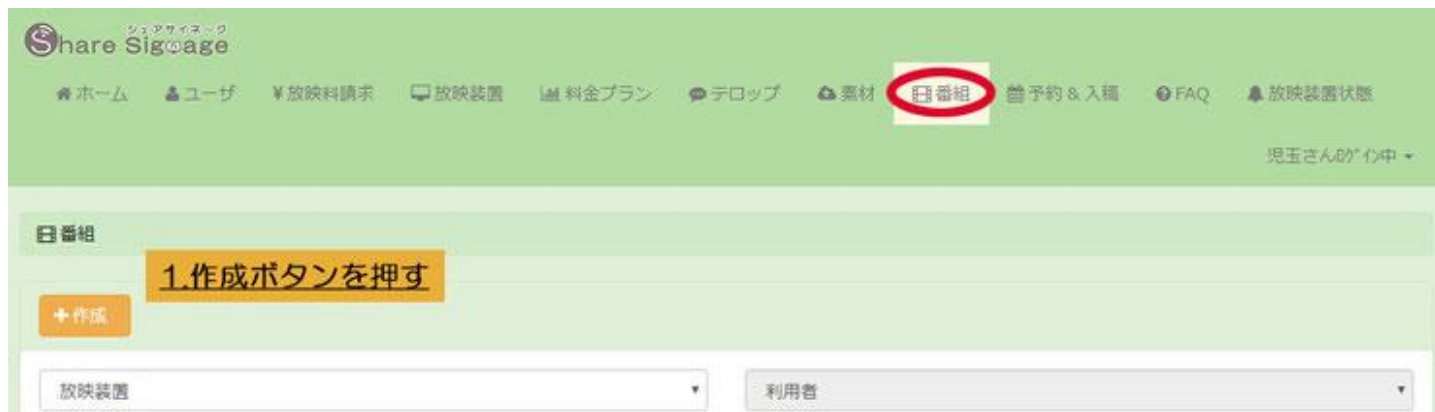 シェアサイネージ
Share Signage
ホーム ユーザ ¥放映料請求 放映装置 料金プラン テロップ 素材 番組 予約 & 入稿 FAQ 放映装置状態
児玉さんログイン中
番組
1.作成ボタンを押す
+作成
放映装置 利用者